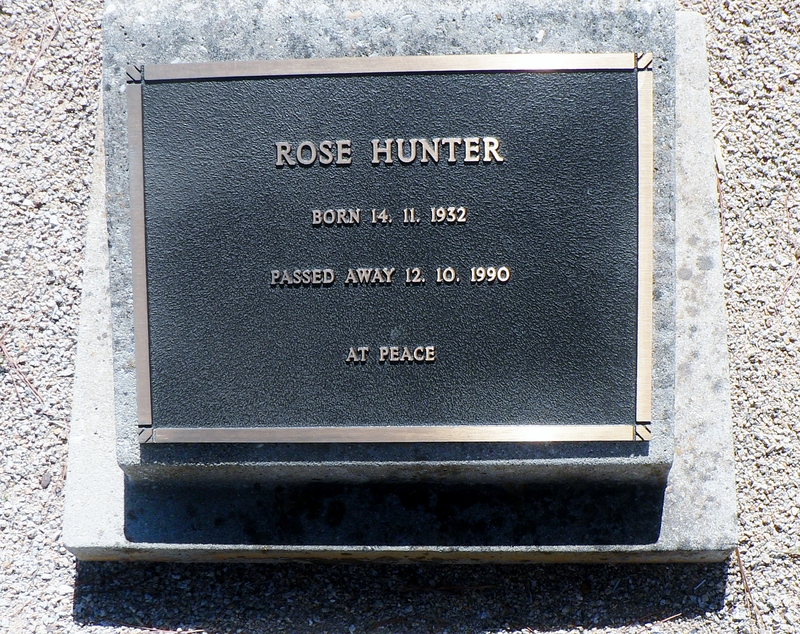 ROSE HUNTER
BORN 14. 11. 1932
PASSED AWAY 12. 10. 1990
AT PEACE